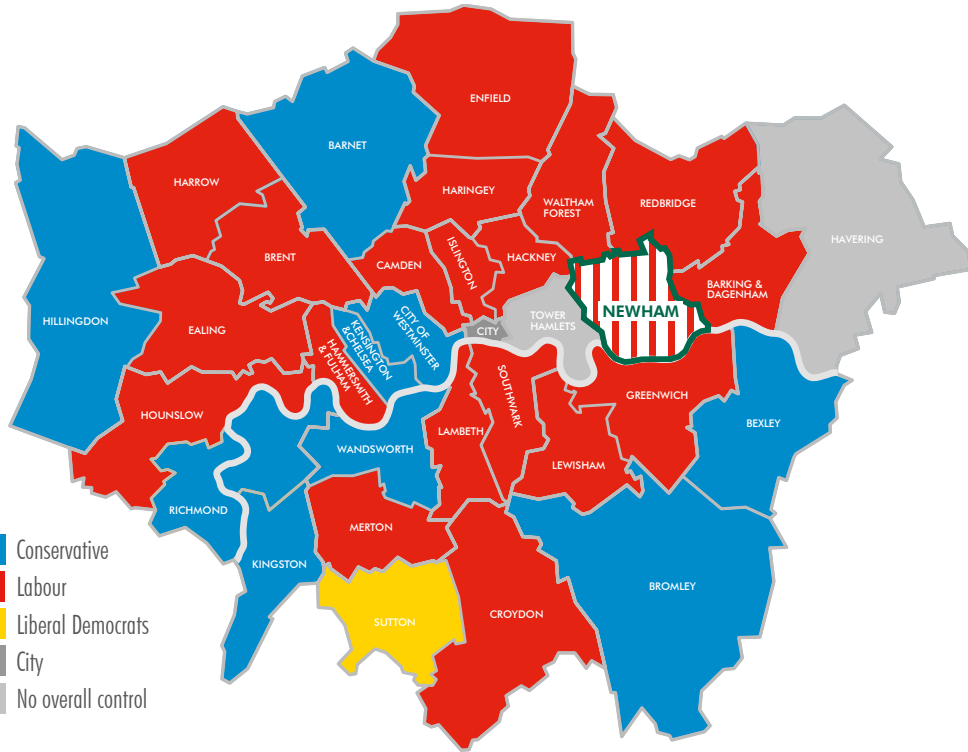 ENFIELD
BARNET
HARROW
HARINGEY
WALTHAM
FOREST
REDBRIDGE
HAVERING
BRENT
CAMDEN
ISLINGTON
HACKNEY
BARKING &
DAGENHAM
HILLINGDON
EALING
HAMMERSMITH
& FULHAM
KENSINGTON
& CHELSEA
CITY OF
WESTMINSTER
CITY
TOWER
HAMLETS
NEWHAM
HOUNSLOW
WANDSWORTH
LAMBETH
SOUTHWARK
GREENWICH
BEXLEY
LEWISHAM
RICHMOND
MERTON
KINGSTON
SUTTON
CROYDON
BROMLEY
Conservative
Labour
Liberal Democrats
City
No overall control